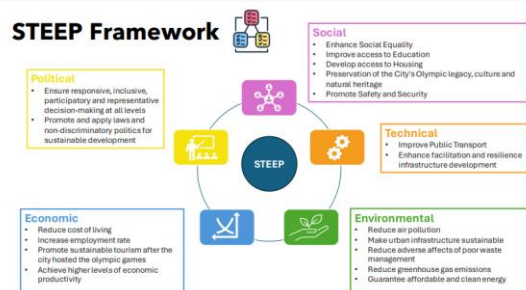 STEEP Framework
Social
• Enhance Social Equality
• Improve access to Education
• Develop access to Housing
• Preservation of the City's Olympic legacy, culture and
natural heritage
• Promote Safety and Security
Political
• Ensure responsive, inclusive,
participatory and representative
decision-making at all levels
• Promote and apply laws and
non-discriminatory politics for
sustainable development
Technical
• Improve Public Transport
• Enhance facilitation and resilience
infrastructure development
STEEP
Economic
• Reduce cost of living
• Increase employment rate
• Promote sustainable tourism after the
city hosted the olympic games
• Achieve higher levels of economic
productivity
Environmental
• Reduce air pollution
• Make urban infrastructure sustainable
• Reduce adverse affects of poor waste
management
• Reduce greenhouse gas emissions
• Guarantee affordable and clean energy